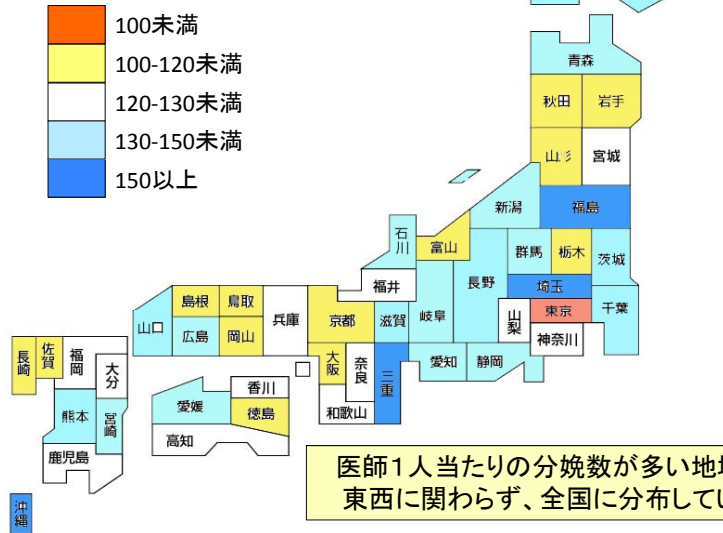 100未満
100-120未満
120-130未満
130-150未満
150以上
青森
秋田
岩手
山形
宮城
新潟
福島
石川
富山
群馬
栃木
茨城
福井
長野
埼玉
島根
鳥取
兵庫
京都
滋賀
岐阜
山梨
東京
千葉
山口
広島
岡山
神奈川
長崎
佐賀
福岡
大分
大阪
奈良
三重
愛知
静岡
香川
熊本
宮崎
愛媛
徳島
和歌山
鹿児島
高知
沖縄
医師1人当たりの分娩数が多い地
東西に関わらず、全国に分布してい